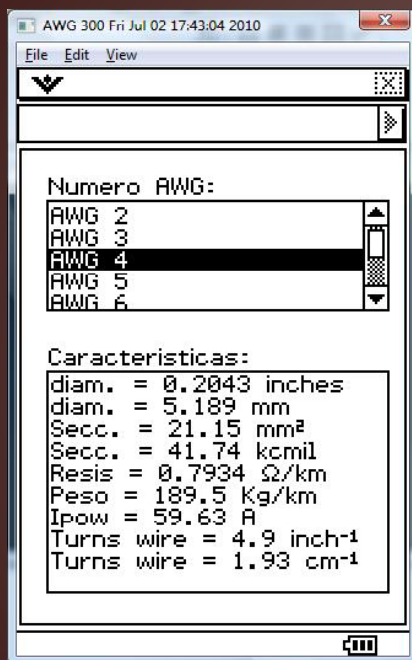 AWG 300 Fri Jul 02 17:43:04 2010
File Edit View
Numero AWG:
AWG 2
AWG 3
AWG 4
AWG 5
AWG 6
Caracteristicas:
diam. = 0.2043 inches
diam. = 5.189 mm
Secc. = 21.15 mm²
Secc. = 41.74 kcmil
Resis = 0.7934 Ω/km
Peso = 189.5 Kg/km
Ipow = 59.63 A
Turns wire = 4.9 inch⁻¹
Turns wire = 1.93 cm⁻¹